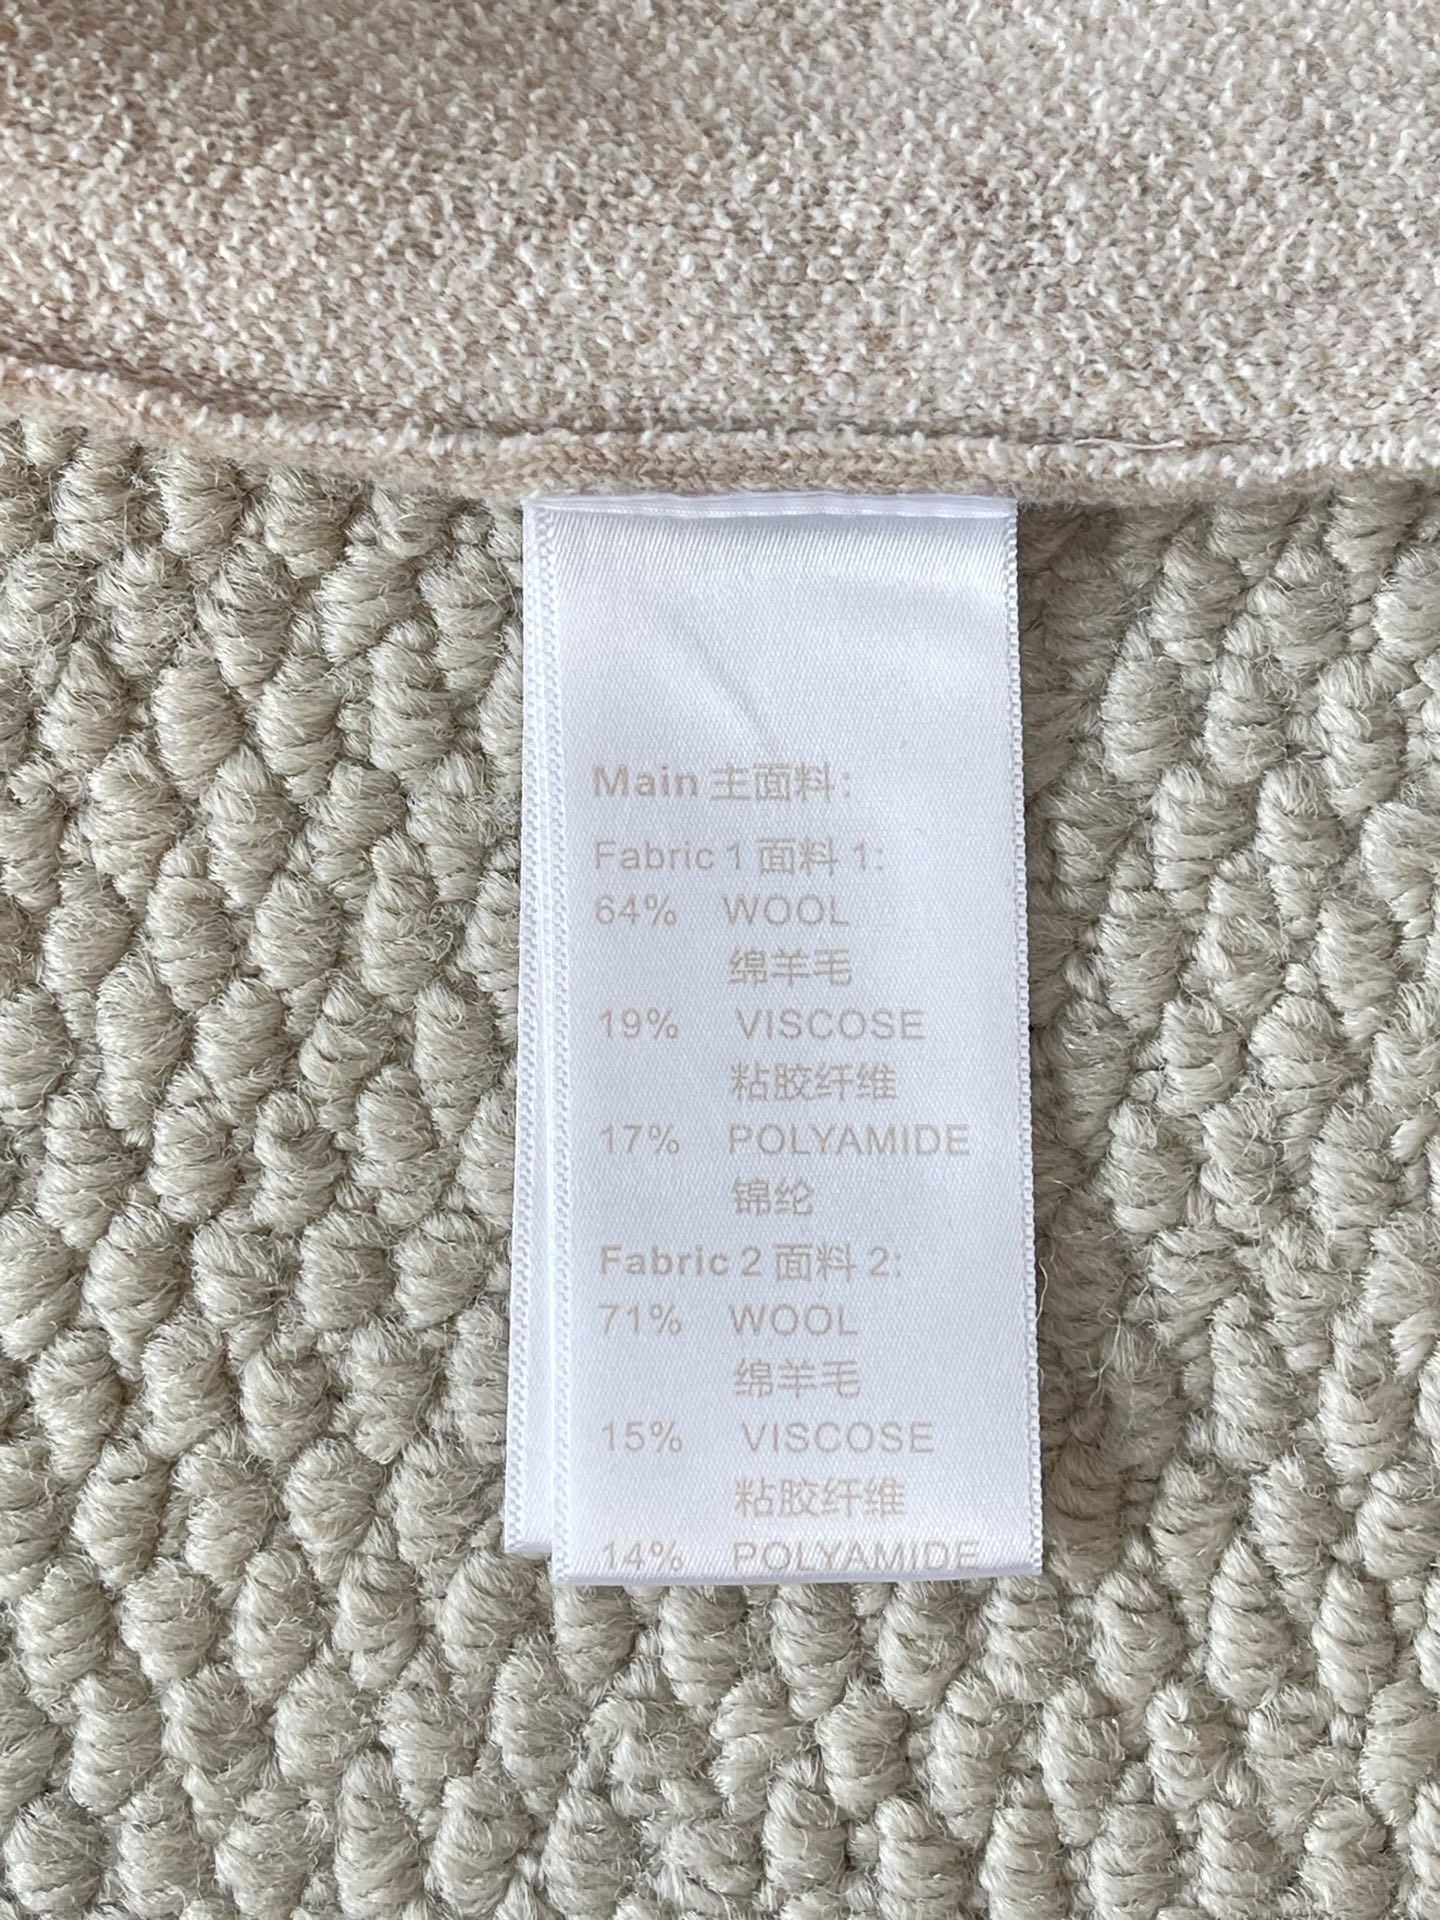 Main 主面料:
Fabric 1 面料 1:
64% WOOL
绵羊毛
19% VISCOSE
粘胶纤维
17% POLYAMIDE
锦纶
Fabric 2 面料 2:
71% WOOL
绵羊毛
15% VISCOSE
粘胶纤维
14% POLYAMIDE